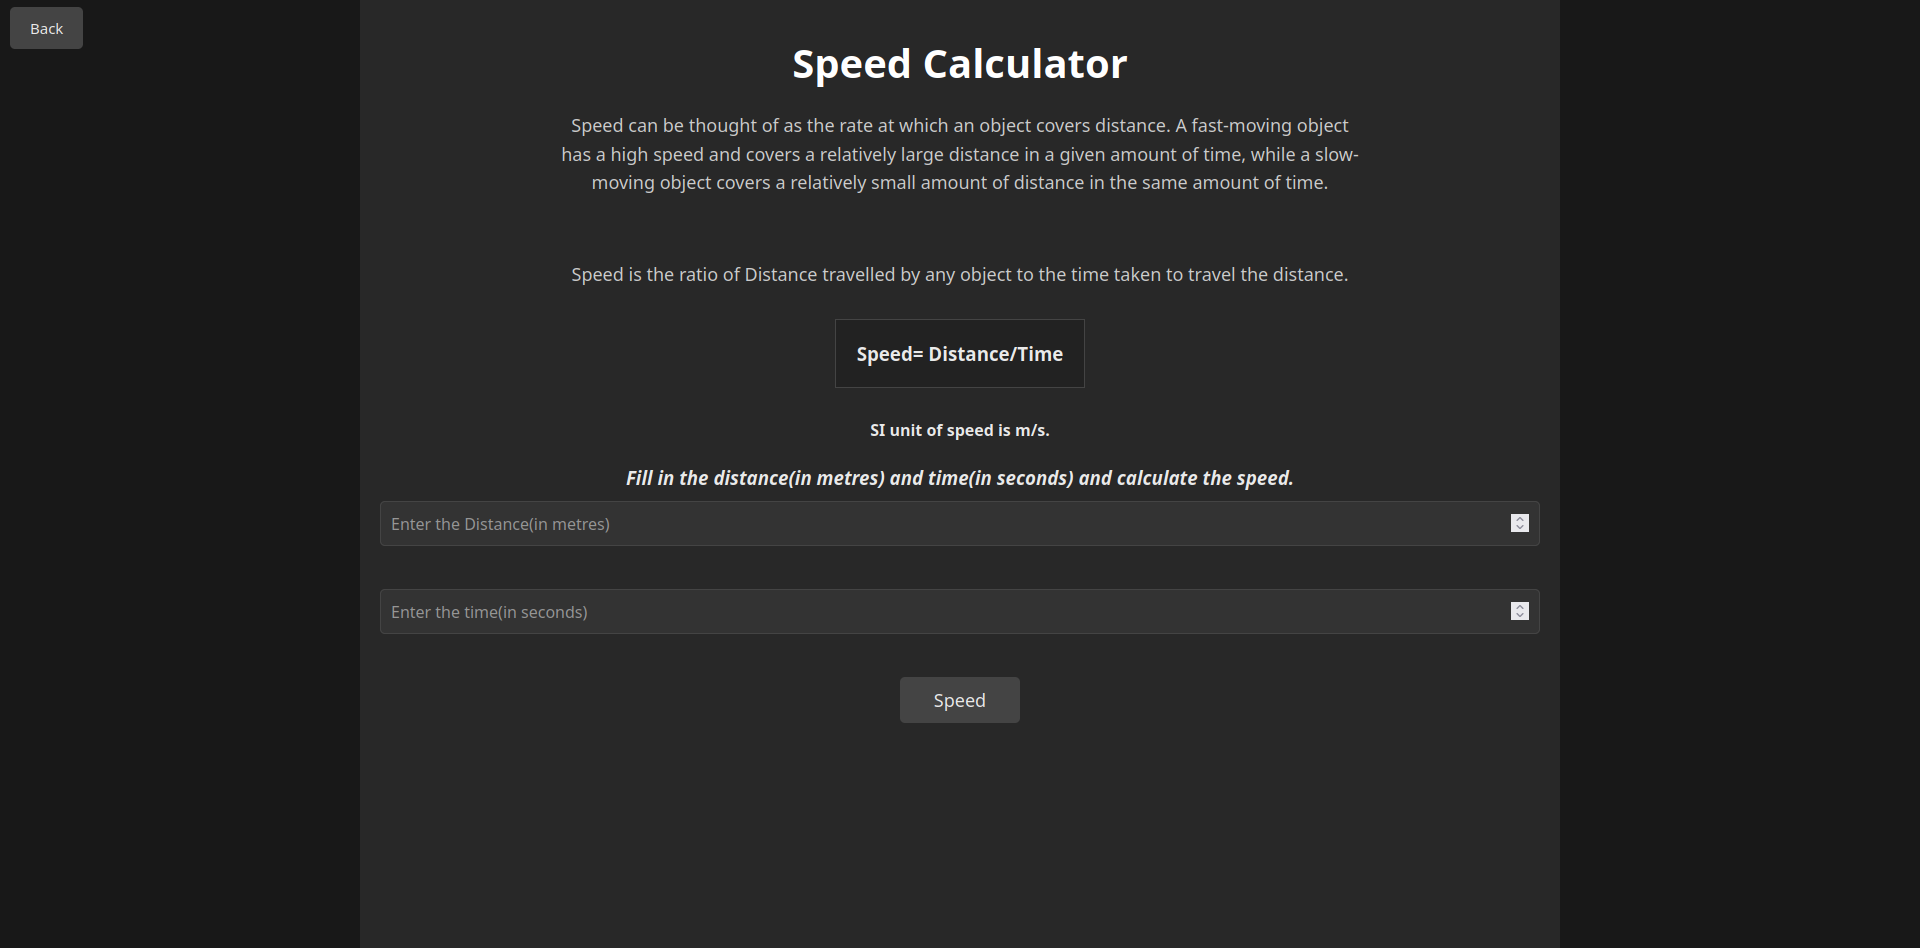 Back
Speed Calculator
Speed can be thought of as the rate at which an object covers distance. A fast-moving object
has a high speed and covers a relatively large distance in a given amount of time, while a slow-
moving object covers a relatively small amount of distance in the same amount of time.
Speed is the ratio of Distance travelled by any object to the time taken to travel the distance.
Speed= Distance/Time
SI unit of speed is m/s.
Fill in the distance(in metres) and time(in seconds) and calculate the speed.
Enter the Distance(in metres)
Enter the time(in seconds)
Speed